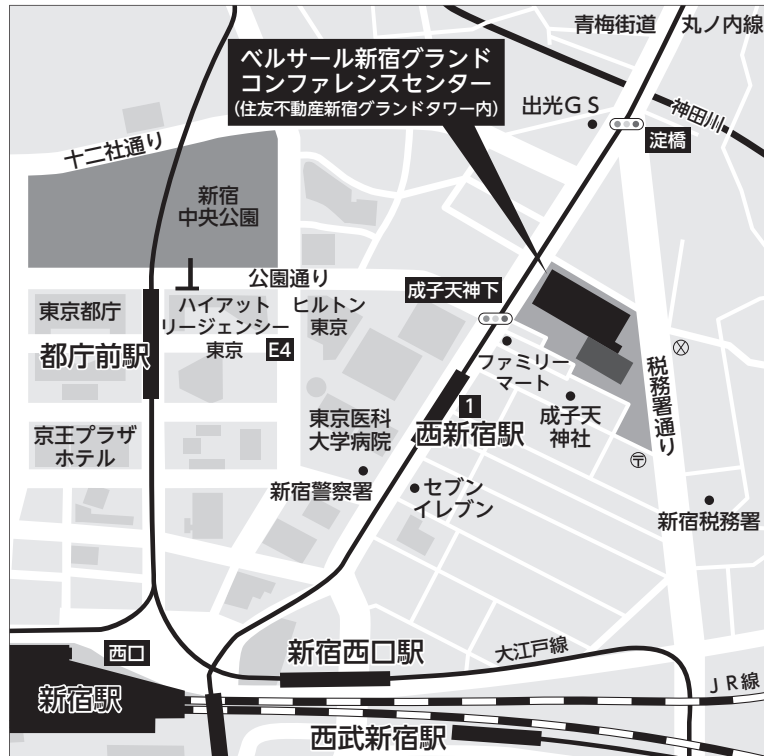 青梅街道
丸ノ内線
ベルサール新宿グランド
コンファレンスセンター
(住友不動産新宿グランドタワー内)
出光GS
神田川
淀橋
十二社通り
新宿
中央公園
公園通り
成子天神下
東京都庁
ハイアット
リージェンシー
東京
ヒルトン
東京
E4
都庁前駅
ファミリー
マート
税務署通り
1
成子天
神社
西新宿駅
東京医科
大学病院
京王プラザ
ホテル
〒
新宿警察署
セブン
イレブン
新宿税務署
西口
新宿西口駅
大江戸線
新宿駅
JR線
西武新宿駅